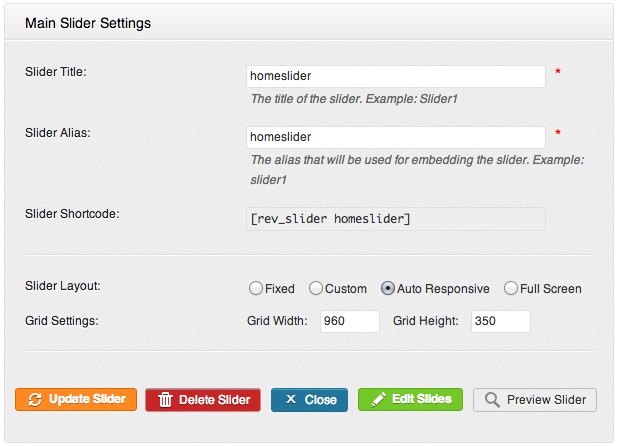 Main Slider Settings
Slider Title: homeslider *
The title of the slider. Example: Slider1
Slider Alias: homeslider *
The alias that will be used for embedding the slider. Example:
slider1
Slider Shortcode: [rev_slider homeslider]
Slider Layout: Fixed Custom Auto Responsive Full Screen
Grid Settings: Grid Width: 960 Grid Height: 350
Update Slider Delete Slider X Close Edit Slides Preview Slider